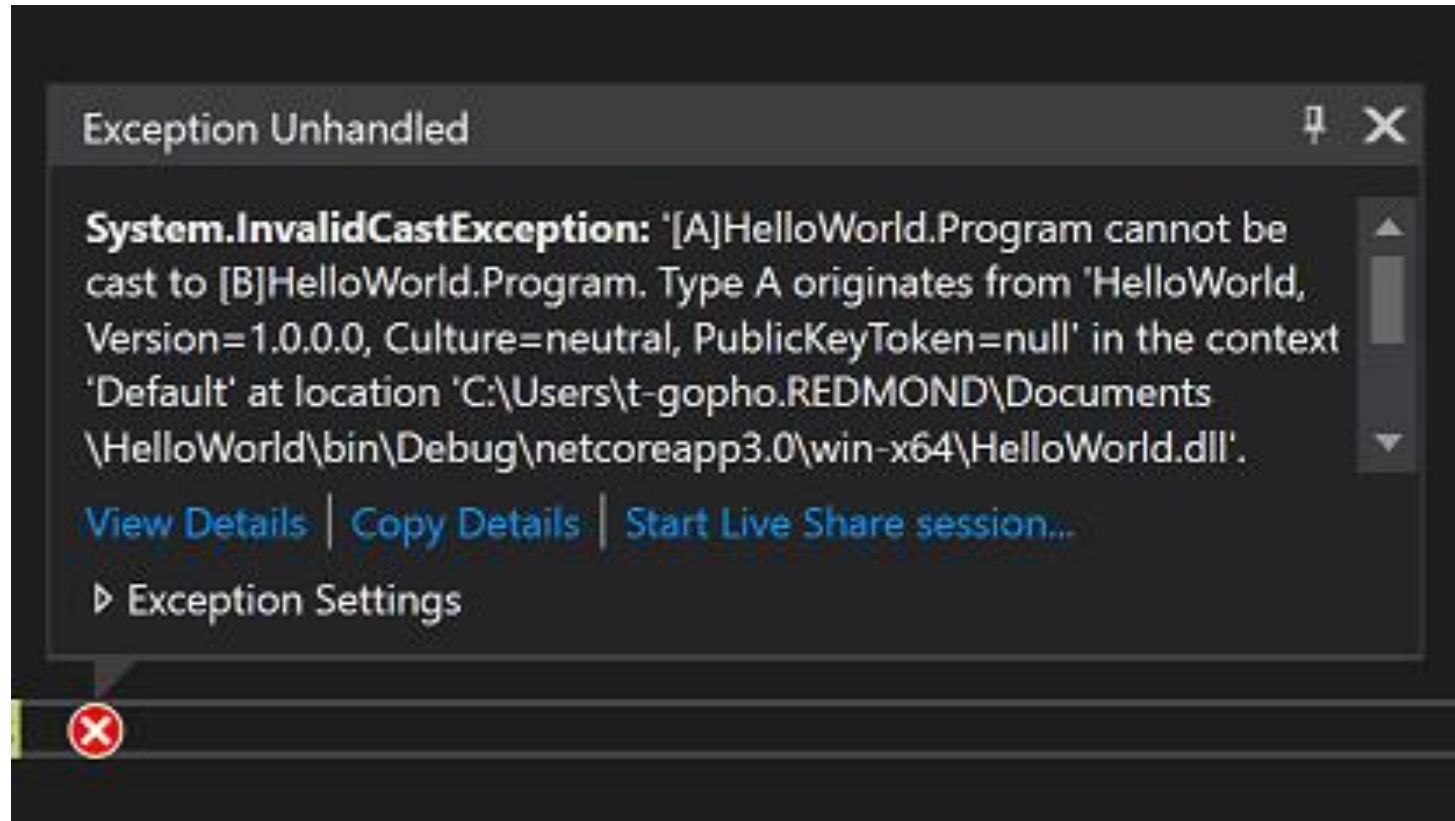 Exception Unhandled
System.InvalidCastException: '[A]HelloWorld.Program cannot be
cast to [B]HelloWorld.Program. Type A originates from 'HelloWorld,
Version=1.0.0.0, Culture=neutral, PublicKeyToken=null' in the context
'Default' at location 'C:\Users\t-gopho.REDMOND\Documents
\HelloWorld\bin\Debug\netcoreapp3.0\win-x64\HelloWorld.dll'.
View Details | Copy Details | Start Live Share session...
Exception Settings